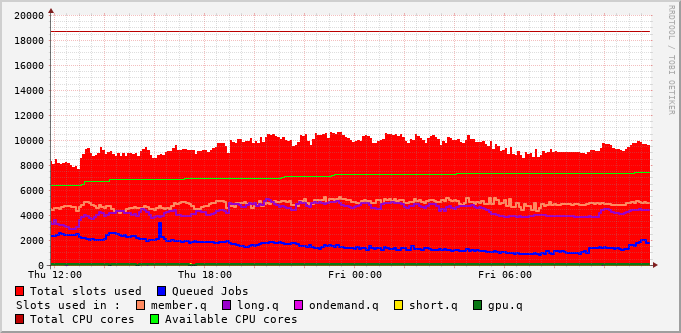 RRDTOOL / TOBI OETIKER
20000
18000
16000
14000
12000
10000
8000
6000
4000
2000
0
Thu 12:00 Thu 18:00 Fri 00:00 Fri 06:00
Total slots used Queued Jobs
Slots used in : member.q long.q ondemand.q short.q gpu.q
Total CPU cores Available CPU cores